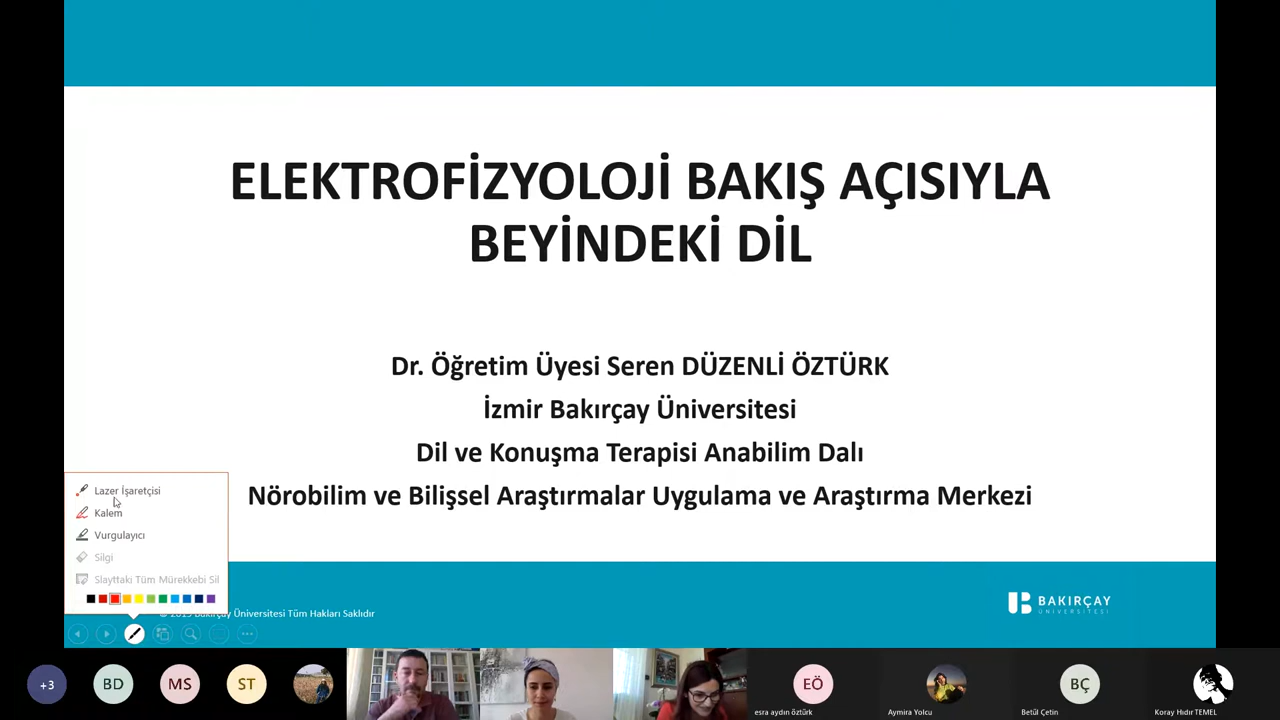 ELEKTROFİZYOLOJİ BAKIŞ AÇISIYLA
BEYİNDEKİ DİL
Dr. Öğretim Üyesi Seren DÜZENLİ ÖZTÜRK
İzmir Bakırçay Üniversitesi
Dil ve Konuşma Terapisi Anabilim Dalı
Nörobilim ve Bilişsel Araştırmalar Uygulama ve Araştırma Merkezi
Lazer İşaretçisi
Kalem
Vurgulayıcı
Silgi
Slayttaki Tüm Mürekkebi Sil
© 2019 Bakırçay Üniversitesi Tüm Hakları Saklıdır
BAKIRÇAY
ÜNİVERSİTESİ
+3
BD
MS
ST
EÖ
esra aydın öztürk
Aymira Yolcu
BÇ
Betül Çetin
Koray Hıdır TEMEL